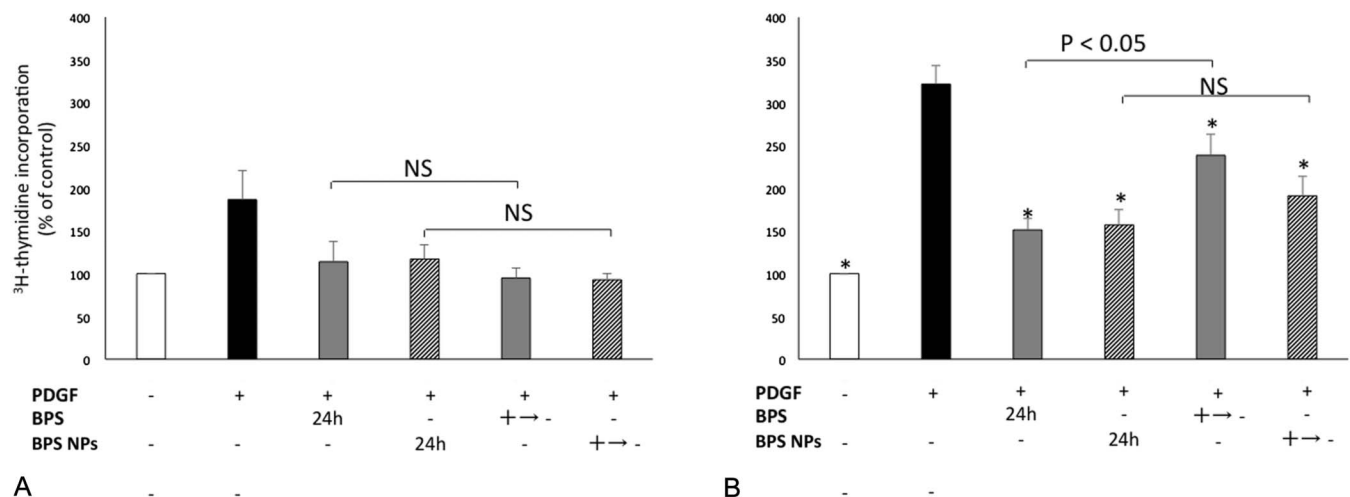 400
350
300
250
200
150
100
50
0
³H-thymidine incorporation
(% of control)
NS
NS
PDGF - + + + + +
BPS 24h - +→ -
BPS NPs - - - 24h - +→ -
- -
A
400
350
300
250
200
150
100
50
0
P < 0.05
NS
* * * * *
PDGF - + + + + +
BPS 24h - +→ -
BPS NPs - - - 24h - +→ -
- -
B